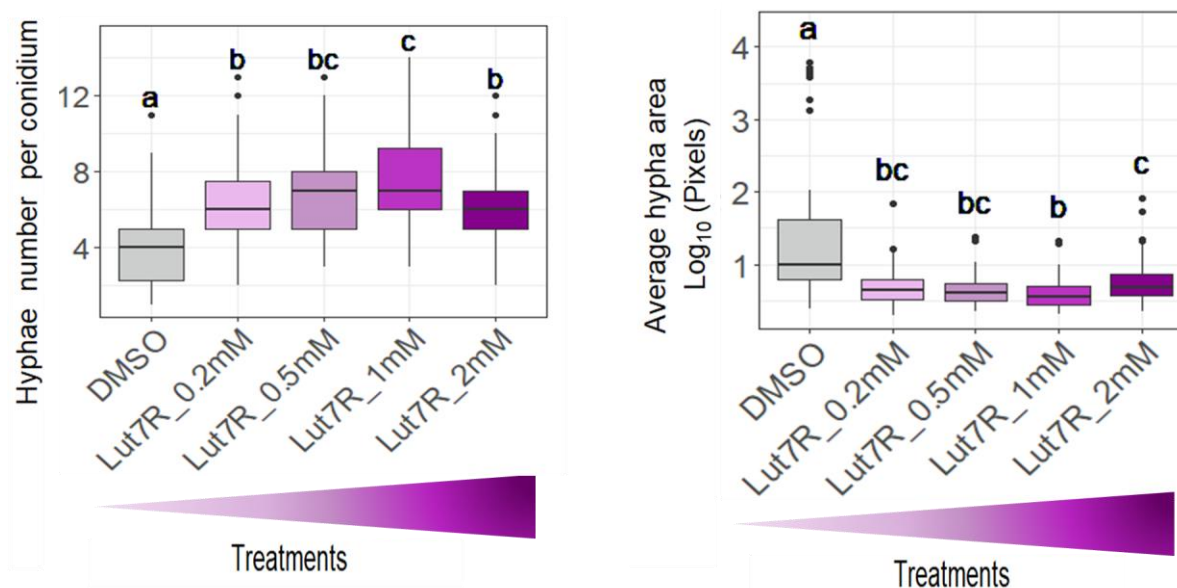 Hyphae number per conidium
12
8
4
a
b
bc
c
b
DMSO
Lut7R_0.2mM
Lut7R_0.5mM
Lut7R_1mM
Lut7R_2mM
Treatments
Average hypha area
Log₁₀ (Pixels)
4
3
2
1
a
bc
bc
b
c
DMSO
Lut7R_0.2mM
Lut7R_0.5mM
Lut7R_1mM
Lut7R_2mM
Treatments